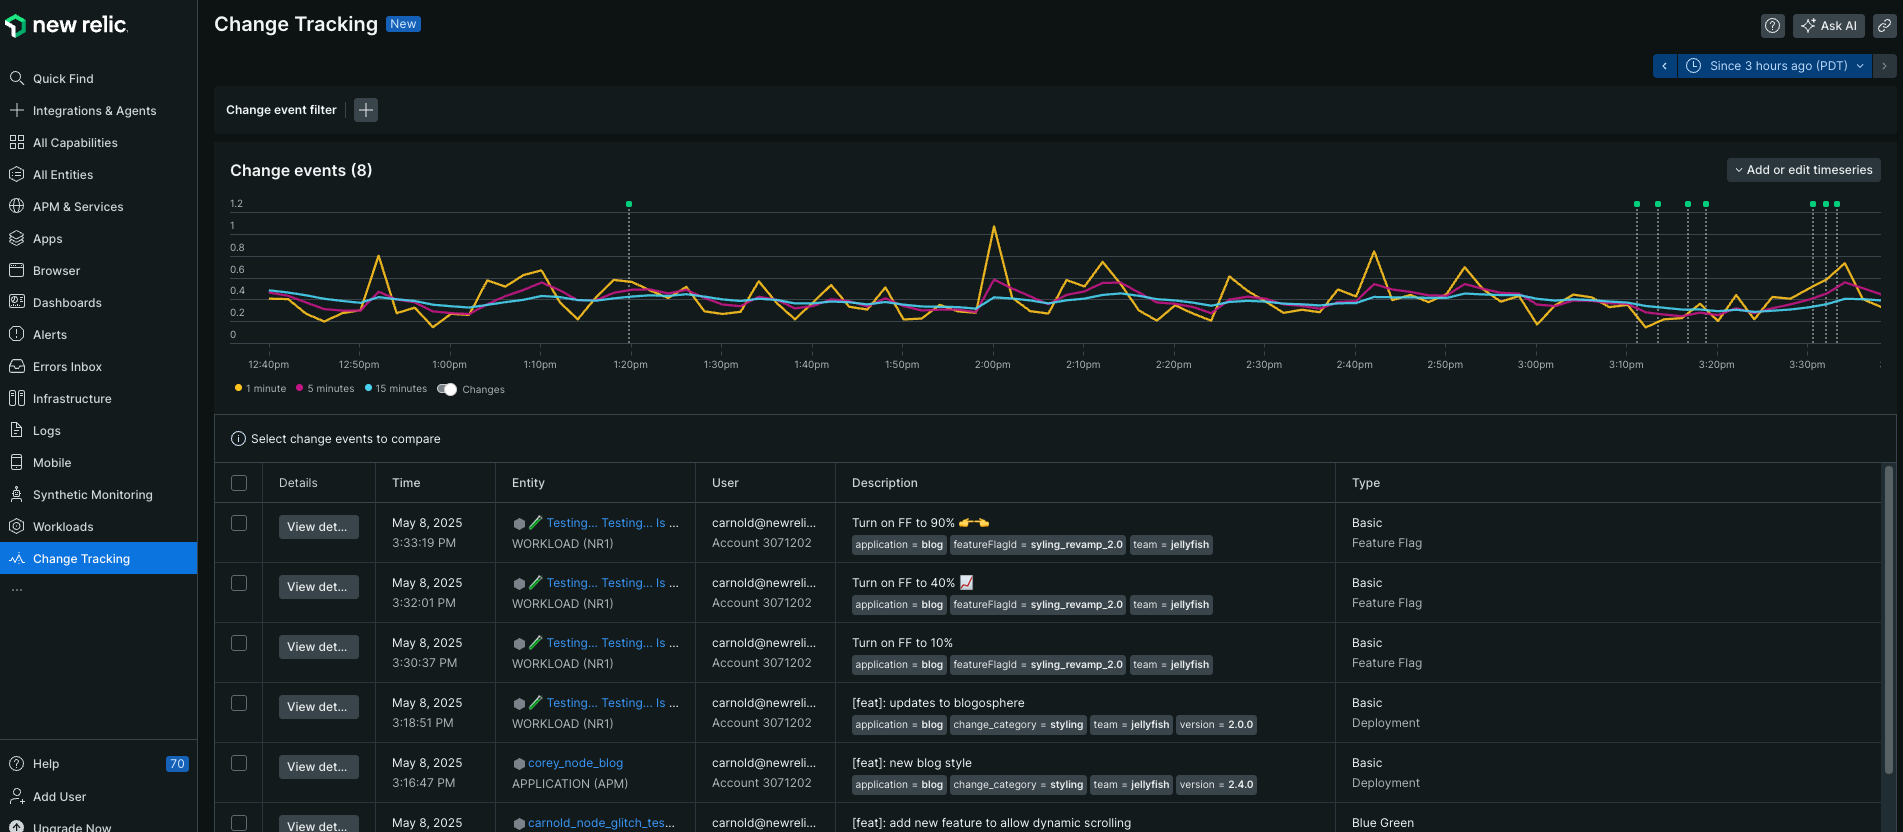 new relic.
Change Tracking New
Ask AI
Since 3 hours ago (PDT)
Quick Find
Integrations & Agents
All Capabilities
All Entities
APM & Services
Apps
Browser
Dashboards
Alerts
Errors Inbox
Infrastructure
Logs
Mobile
Synthetic Monitoring
Workloads
Change Tracking
...
Help 70
Add User
Upgrade Now
Change event filter
Change events (8)
Add or edit timeseries
1.2
1
0.8
0.6
0.4
0.2
0
12:40pm 12:50pm 1:00pm 1:10pm 1:20pm 1:30pm 1:40pm 1:50pm 2:00pm 2:10pm 2:20pm 2:30pm 2:40pm 2:50pm 3:00pm 3:10pm 3:20pm 3:30pm
1 minute 5 minutes 15 minutes Changes
Select change events to compare
Details Time Entity User Description Type
View det... May 8, 2025 Testing... Testing... Is ... carnold@newreli... Turn on FF to 90% Basic
3:33:19 PM WORKLOAD (NR1) Account 3071202 application = blog featureFlagId = syling_revamp_2.0 team = jellyfish Feature Flag
View det... May 8, 2025 Testing... Testing... Is ... carnold@newreli... Turn on FF to 40% Basic
3:32:01 PM WORKLOAD (NR1) Account 3071202 application = blog featureFlagId = syling_revamp_2.0 team = jellyfish Feature Flag
View det... May 8, 2025 Testing... Testing... Is ... carnold@newreli... Turn on FF to 10% Basic
3:30:37 PM WORKLOAD (NR1) Account 3071202 application = blog featureFlagId = syling_revamp_2.0 team = jellyfish Feature Flag
View det... May 8, 2025 Testing... Testing... Is ... carnold@newreli... [feat]: updates to blogosphere Basic
3:18:51 PM WORKLOAD (NR1) Account 3071202 application = blog change_category = styling team = jellyfish version = 2.0.0 Deployment
View det... May 8, 2025 corey_node_blog carnold@newreli... [feat]: new blog style Basic
3:16:47 PM APPLICATION (APM) Account 3071202 application = blog change_category = styling team = jellyfish version = 2.4.0 Deployment
View det... May 8, 2025 carnold_node_glitch_tes... carnold@newreli... [feat]: add new feature to allow dynamic scrolling Blue Green